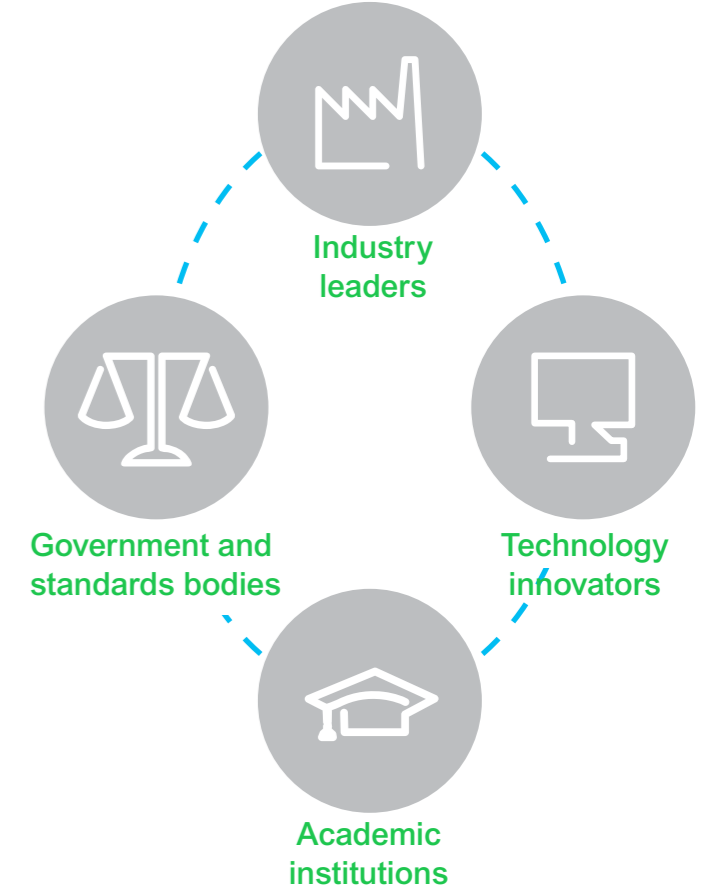 Industry
leaders
Government and
standards bodies
Technology
innovators
Academic
institutions